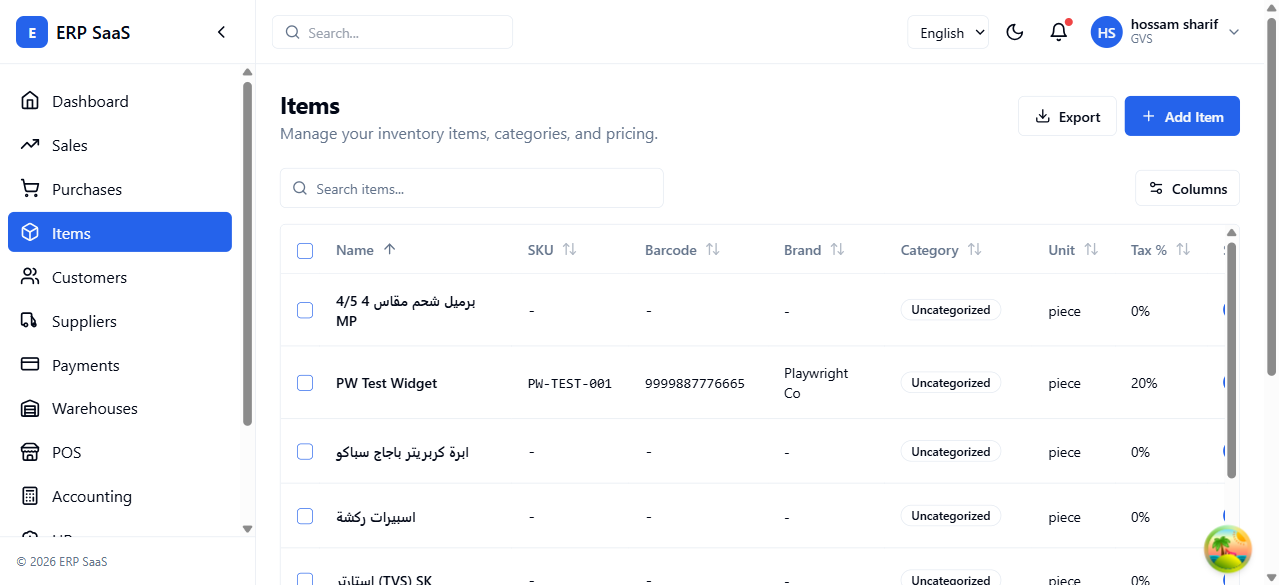 E ERP SaaS
Search...
English
HS
hossam sharif
GVS
Dashboard
Sales
Purchases
Items
Customers
Suppliers
Payments
Warehouses
POS
Accounting
© 2026 ERP SaaS
Items
Manage your inventory items, categories, and pricing.
Export
Add Item
Search items...
Columns
Name SKU Barcode Brand Category Unit Tax %
برميل شحم مقاس 4 4/5
MP
- - - Uncategorized piece 0%
PW Test Widget PW-TEST-001 9999887776665 Playwright
Co
Uncategorized piece 20%
ابرة كربريتر باجاج سباكو - - - Uncategorized piece 0%
اسبيرات ركشة - - - Uncategorized piece 0%
استارتر (TVS) SK - - - Uncategorized piece 0%